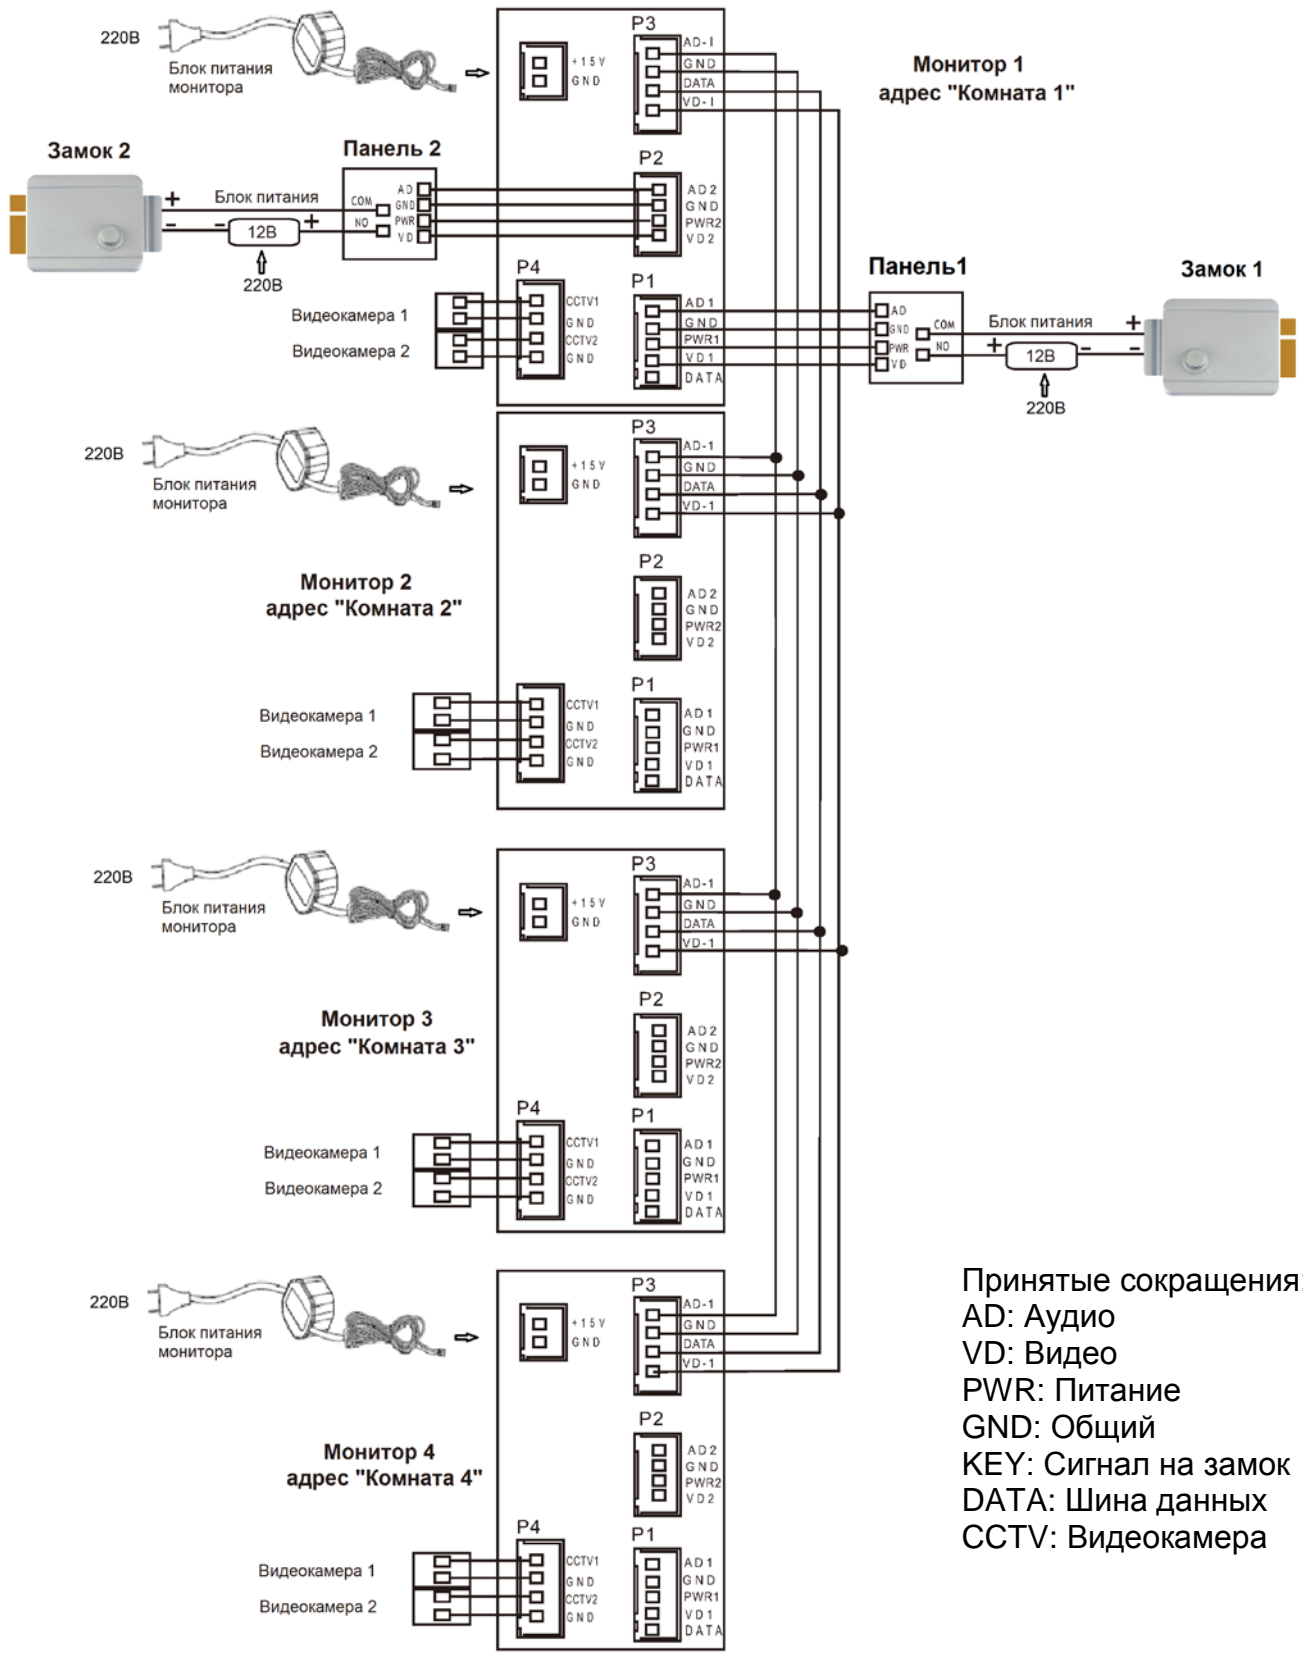 220В
Блок питания
монитора
+15V
GND
P3
AD-I
GND
DATA
VD-I
Монитор 1
адрес "Комната 1"
Замок 2
+
-
Блок питания
-
12В
+
220В
Панель 2
COM
NO
AD
GND
PWR
VD
P2
AD2
GND
PWR2
VD2
P4
CCTV1
GND
CCTV2
GND
Видеокамера 1
Видеокамера 2
P1
AD1
GND
PWR1
VD1
DATA
Панель1
AD
GND
PWR
VD
COM
NO
Блок питания
+
12В
-
220В
+
-
Замок 1
220В
Блок питания
монитора
+15V
GND
P3
AD-1
GND
DATA
VD-1
Монитор 2
адрес "Комната 2"
P2
AD2
GND
PWR2
VD2
Видеокамера 1
Видеокамера 2
CCTV1
GND
CCTV2
GND
P1
AD1
GND
PWR1
VD1
DATA
220В
Блок питания
монитора
+15V
GND
P3
AD-1
GND
DATA
VD-1
Монитор 3
адрес "Комната 3"
P2
AD2
GND
PWR2
VD2
P4
Видеокамера 1
Видеокамера 2
CCTV1
GND
CCTV2
GND
P1
AD1
GND
PWR1
VD1
DATA
220В
Блок питания
монитора
+15V
GND
P3
AD-1
GND
DATA
VD-1
Монитор 4
адрес "Комната 4"
P2
AD2
GND
PWR2
VD2
P4
Видеокамера 1
Видеокамера 2
CCTV1
GND
CCTV2
GND
P1
AD1
GND
PWR1
VD1
DATA
Принятые сокращения:
AD: Аудио
VD: Видео
PWR: Питание
GND: Общий
KEY: Сигнал на замок
DATA: Шина данных
CCTV: Видеокамера